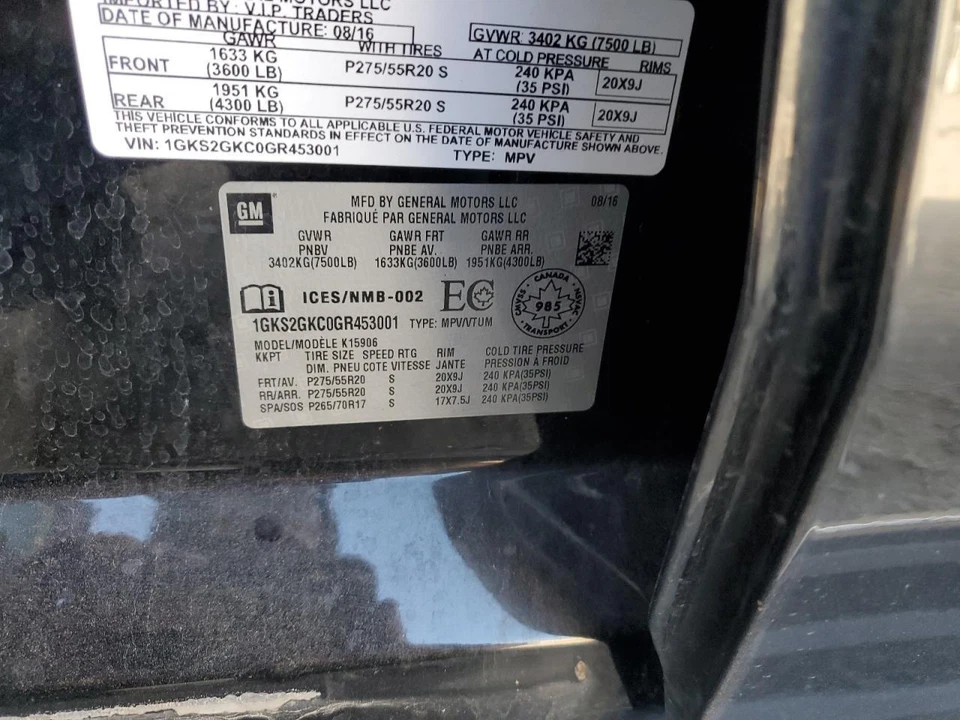 IMPORTED BY: V.I.P. TRADERS
DATE OF MANUFACTURE: 08/16
GVWR: 3402 KG (7500 LB)
GAWR WITH TIRES AT COLD PRESSURE RIMS
FRONT 1633 KG (3600 LB) P275/55R20 S 240 KPA (35 PSI) 20X9J
REAR 1951 KG (4300 LB) P275/55R20 S 240 KPA (35 PSI) 20X9J
THIS VEHICLE CONFORMS TO ALL APPLICABLE U.S. FEDERAL MOTOR VEHICLE SAFETY AND
THEFT PREVENTION STANDARDS IN EFFECT ON THE DATE OF MANUFACTURE SHOWN ABOVE.
VIN: 1GKS2GKC0GR453001 TYPE: MPV
GM MFD BY GENERAL MOTORS LLC 08/16
FABRIQUÉ PAR GENERAL MOTORS LLC
GVWR GAWR FRT GAWR RR
PNBV PNBE AV. PNBE ARR.
3402KG(7500LB) 1633KG(3600LB) 1951KG(4300LB)
ICES/NMB-002 EC
CANADA
985
TRANSPORT
1GKS2GKC0GR453001 TYPE: MPV/VTUM
MODEL/MODÈLE K15906
KKPT TIRE SIZE SPEED RTG RIM COLD TIRE PRESSURE
DIM. PNEU COTE VITESSE JANTE PRESSION A FROID
FRT/AV. P275/55R20 S 20X9J 240 KPA(35PSI)
RR/ARR. P275/55R20 S 20X9J 240 KPA(35PSI)
SPA/SOS P265/70R17 S 17X7.5J 240 KPA(35PSI)